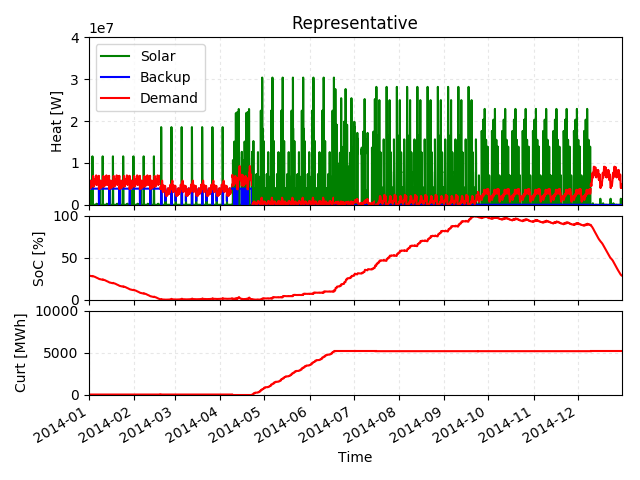 Representative
1e7
Heat [W]
4
3
2
1
0
Solar
Backup
Demand
SoC [%]
100
50
0
Curt [MWh]
10000
5000
0
2014-01
2014-02
2014-03
2014-04
2014-05
2014-06
2014-07
2014-08
2014-09
2014-10
2014-11
2014-12
Time